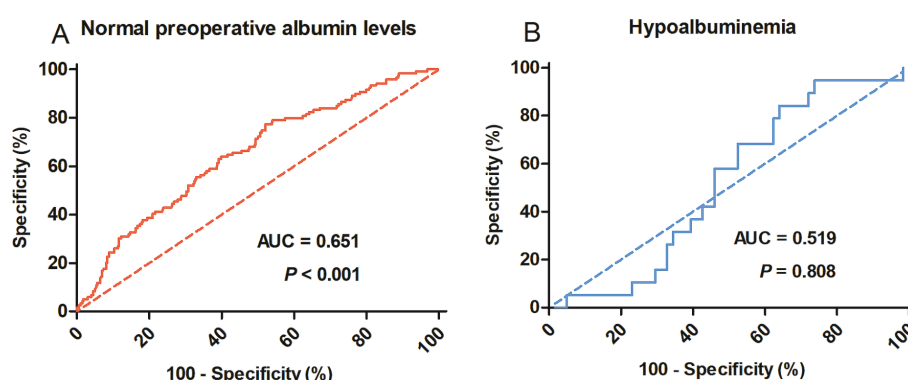 A Normal preoperative albumin levels
100
80
60
40
20
0
Specificity (%)
AUC = 0.651
P < 0.001
0 20 40 60 80 100
100 - Specificity (%)
B Hypoalbuminemia
100
80
60
40
20
0
Specificity (%)
AUC = 0.519
P = 0.808
0 20 40 60 80 100
100 - Specificity (%)